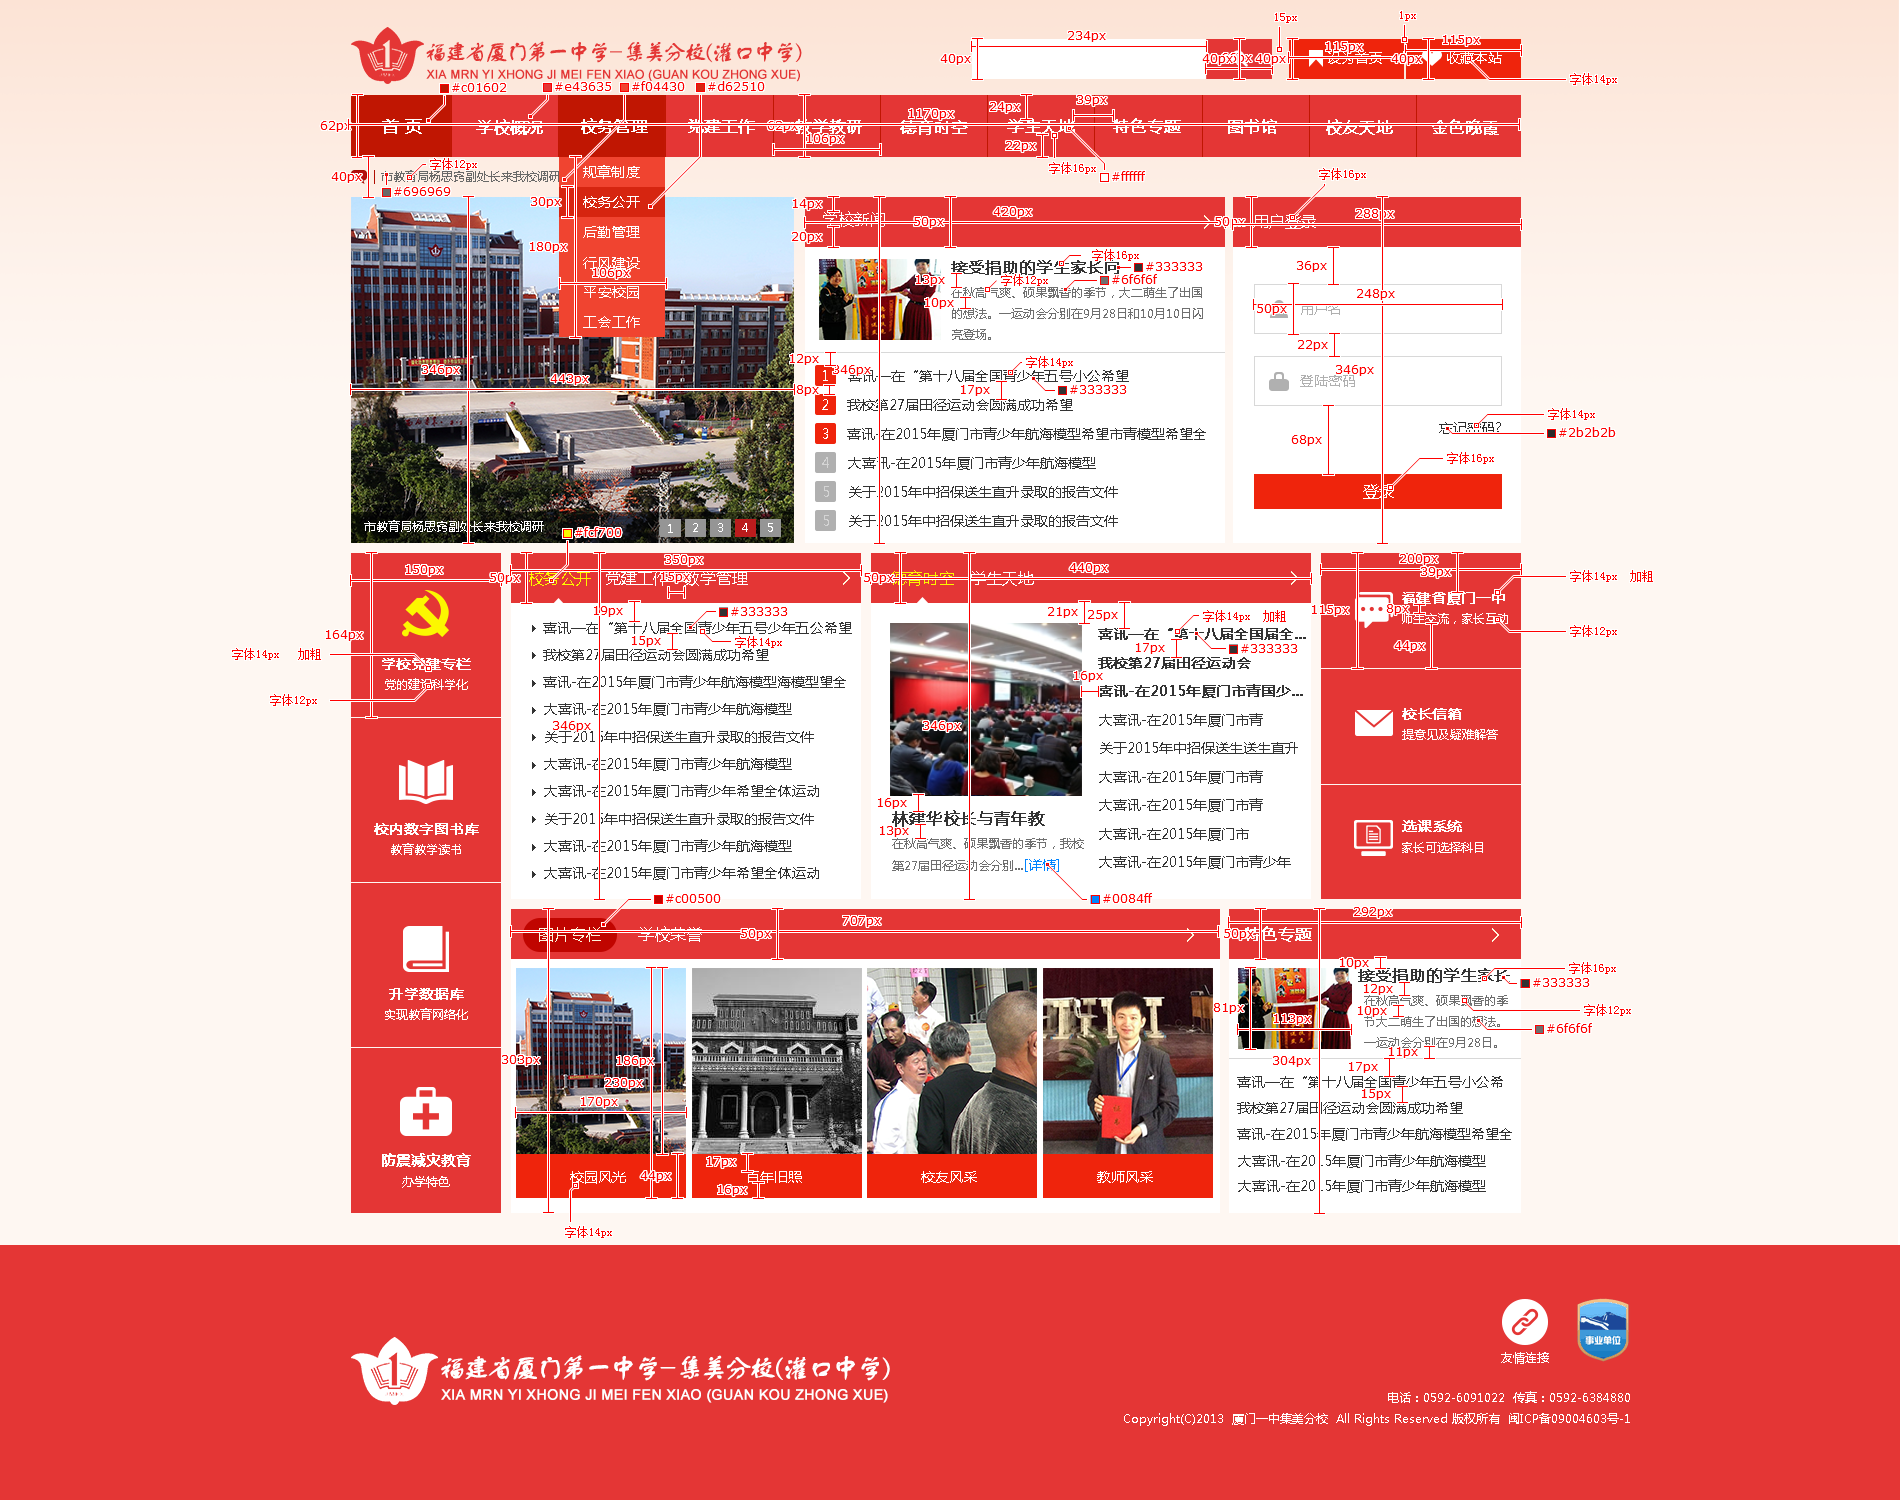 福建省厦门第一中学-集美分校(灌口中学)
XIA MRN YI XHONG JI MEI FEN XIAO (GUAN KOU ZHONG XUE)
15px
1px
234px
40px
40px
40px
115px
40px
115px
设为首页
收藏本站
字体14px
#c01602
#e43635
#f04430
#d62510
62px
首 页
学校概况
校务管理
党建工作
教学教研
德育时空
学生天地
特色专题
图书馆
校友天地
金色晚霞
62px
106px
1170px
24px
39px
22px
字体16px
#ffffff
字体12px
40px
市教育局杨思窍副处长来我校调研
#696969
规章制度
校务公开
后勤管理
行风建设
平安校园
工会工作
30px
180px
106px
346px
443px
市教育局杨思窍副处长来我校调研
1 2 3 4 5
#fcf700
14px
20px
学校新闻
50px
420px
字体16px
接受捐助的学生家长向
#333333
#6f6f6f
字体12px
13px
10px
在秋高气爽、硕果飘香的季节，大二萌生了出国
的想法。一运动会分别在9月28日和10月10日闪
亮登场。
12px
346px
8px
17px
字体14px
#333333
1 喜讯—在“第十八届全国青少年五号小公希望
2 我校第27届田径运动会圆满成功希望
3 喜讯-在2015年厦门市青少年航海模型希望市青模型希望全
4 大喜讯-在2015年厦门市青少年航海模型
5 关于2015年中招保送生直升录取的报告文件
5 关于2015年中招保送生直升录取的报告文件
字体16px
50px
用户登录
288px
36px
248px
50px
用户名
22px
346px
登陆密码
字体14px
忘记密码?
#2b2b2b
68px
字体16px
登录
150px
164px
字体14px 加粗
学校党建专栏
党的建设科学化
字体12px
校内数字图书库
教育教学读书
升学数据库
实现教育网络化
防震减灾教育
办学特色
50px
350px
校务公开
党建工作
15px
教学管理
19px
#333333
15px
字体14px
346px
喜讯—在“第十八届全国青少年五号少年五公希望
我校第27届田径运动会圆满成功希望
喜讯-在2015年厦门市青少年航海模型海模型望全
大喜讯-在2015年厦门市青少年航海模型
关于2015年中招保送生直升录取的报告文件
大喜讯-在2015年厦门市青少年航海模型
大喜讯-在2015年厦门市青少年希望全体运动
关于2015年中招保送生直升录取的报告文件
大喜讯-在2015年厦门市青少年航海模型
大喜讯-在2015年厦门市青少年希望全体运动
50px
440px
德育时空
学生天地
21px
25px
字体14px 加粗
17px
#333333
16px
346px
喜讯—在“第十八届全国届全...
我校第27届田径运动会
喜讯-在2015年厦门市青国少...
大喜讯-在2015年厦门市青
关于2015年中招保送生送生直升
大喜讯-在2015年厦门市青
大喜讯-在2015年厦门市青
大喜讯-在2015年厦门市
大喜讯-在2015年厦门市青少年
16px
林建华校长与青年教
13px
在秋高气爽、硕果飘香的季节，我校
第27届田径运动会分别...[详情]
#0084ff
200px
39px
字体14px 加粗
115px
8px
福建省厦门一中
师生交流，家长互动
字体12px
44px
校长信箱
提意见及疑难解答
选课系统
家长可选择科目
#c00500
图片专栏
学校荣誉
50px
707px
303px
186px
230px
170px
44px
17px
16px
校园风光
百年旧照
校友风采
教师风采
字体14px
292px
50px
特色专题
10px
接受捐助的学生家长
字体16px
#333333
12px
10px
字体12px
#6f6f6f
在秋高气爽、硕果飘香的季
节大二萌生了出国的想法。
一运动会分别在9月28日。
81px
113px
304px
11px
17px
15px
喜讯—在“第十八届全国青少年五号小公希
我校第27届田径运动会圆满成功希望
喜讯-在2015年厦门市青少年航海模型希望全
大喜讯-在2015年厦门市青少年航海模型
大喜讯-在2015年厦门市青少年航海模型
福建省厦门第一中学-集美分校(灌口中学)
XIA MRN YI XHONG JI MEI FEN XIAO (GUAN KOU ZHONG XUE)
友情连接
事业单位
电话：0592-6091022 传真：0592-6384880
Copyright(C)2013 厦门一中集美分校 All Rights Reserved 版权所有 闽ICP备09004603号-1